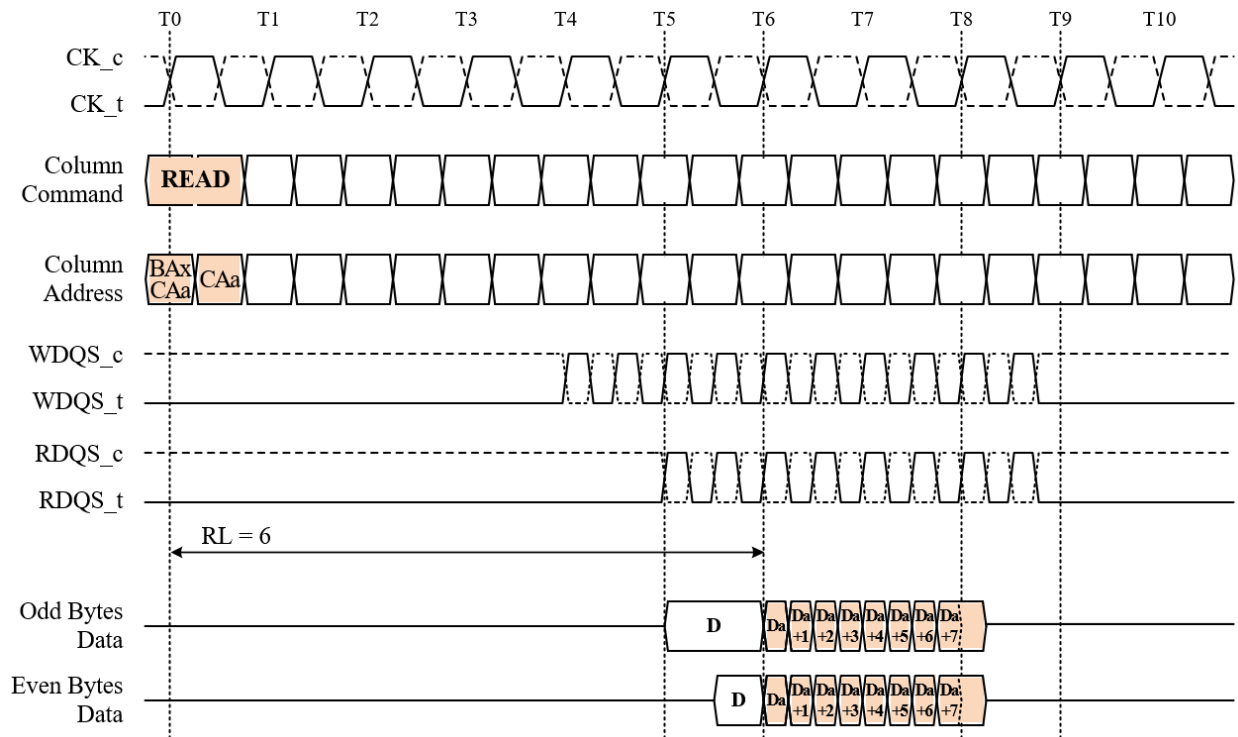 T0 T1 T2 T3 T4 T5 T6 T7 T8 T9 T10
CK_c
CK_t
Column
Command
READ
Column
Address
BAx
CAa
CAa
WDQS_c
WDQS_t
RDQS_c
RDQS_t
RL = 6
Odd Bytes
Data
D
Da
Da
+1
Da
+2
Da
+3
Da
+4
Da
+5
Da
+6
Da
+7
Even Bytes
Data
D
Da
Da
+1
Da
+2
Da
+3
Da
+4
Da
+5
Da
+6
Da
+7